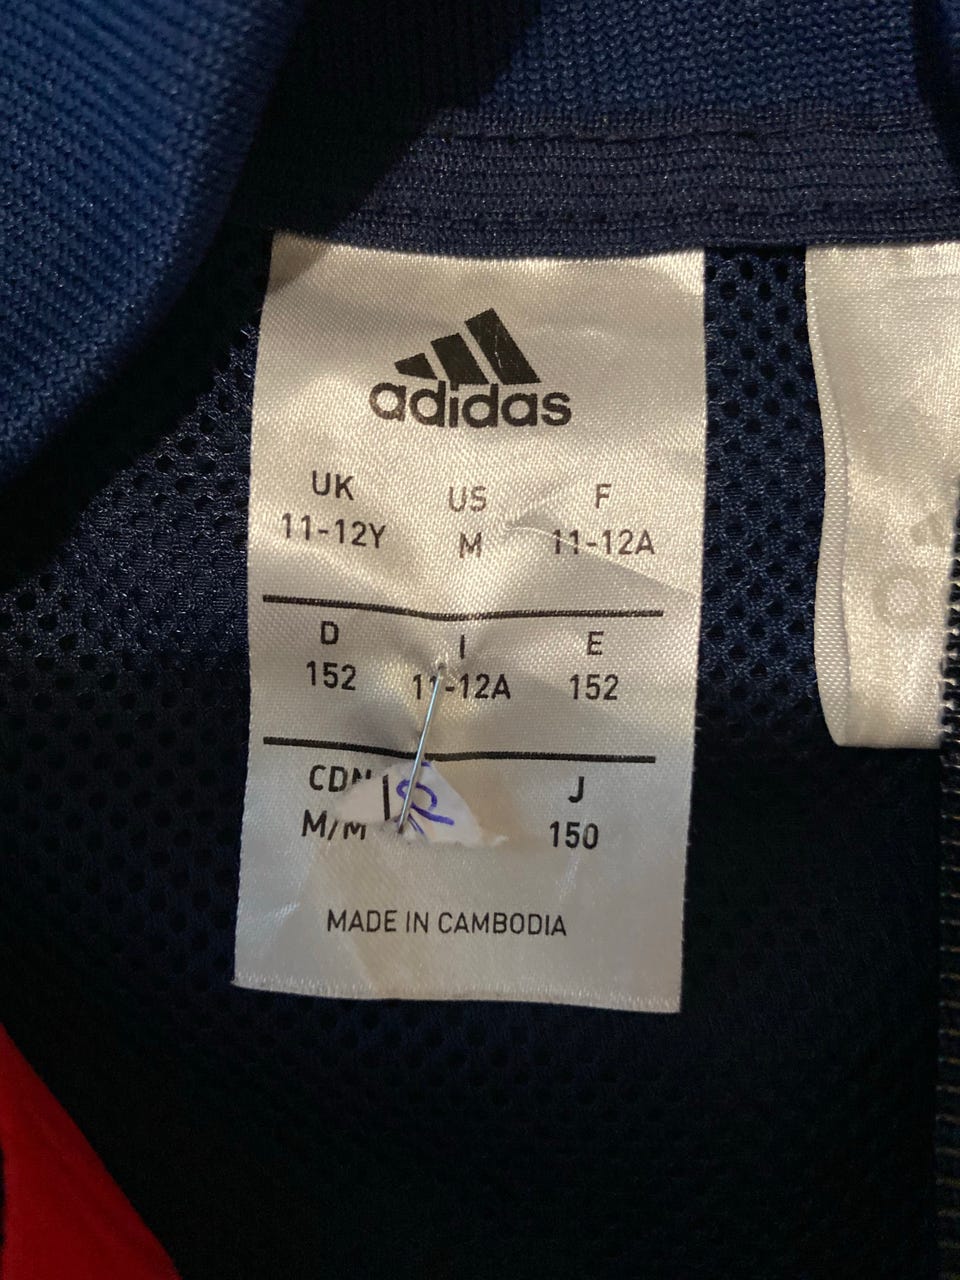 adidas
UK US F
11-12Y M 11-12A
D I E
152 11-12A 152
CDN J
M/M 150
MADE IN CAMBODIA